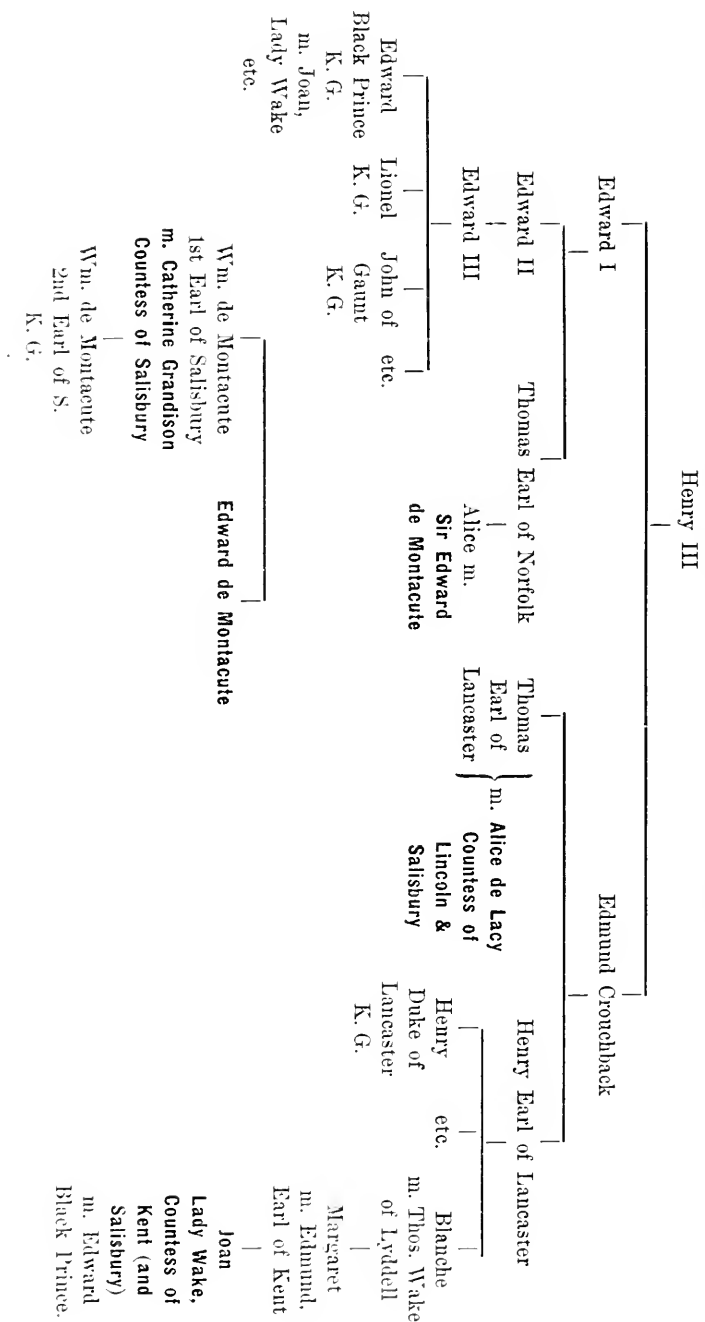 Henry III
Edward I
Edmund Crouchback
Edward II
Thomas Earl of Norfolk
Thomas
Earl of
Lancaster
m. Alice de Lacy
Countess of
Lincoln &
Salisbury
Henry Earl of Lancaster
Edward III
Alice m.
Sir Edward
de Montacute
Henry
Duke of
Lancaster
K. G.
etc.
Blanche
m. Thos. Wake
of Lyddell
Edward
Black Prince
K. G.
m. Joan,
Lady Wake
etc.
Lionel
K. G.
John of
Gaunt
K. G.
etc.
Margaret
m. Edmund,
Earl of Kent
Wm. de Montacute
1st Earl of Salisbury
m. Catherine Grandison
Countess of Salisbury
Edward de Montacute
Joan
Lady Wake,
Countess of
Kent (and
Salisbury)
m. Edward
Black Prince.
Wm. de Montacute
2nd Earl of S.
K. G.